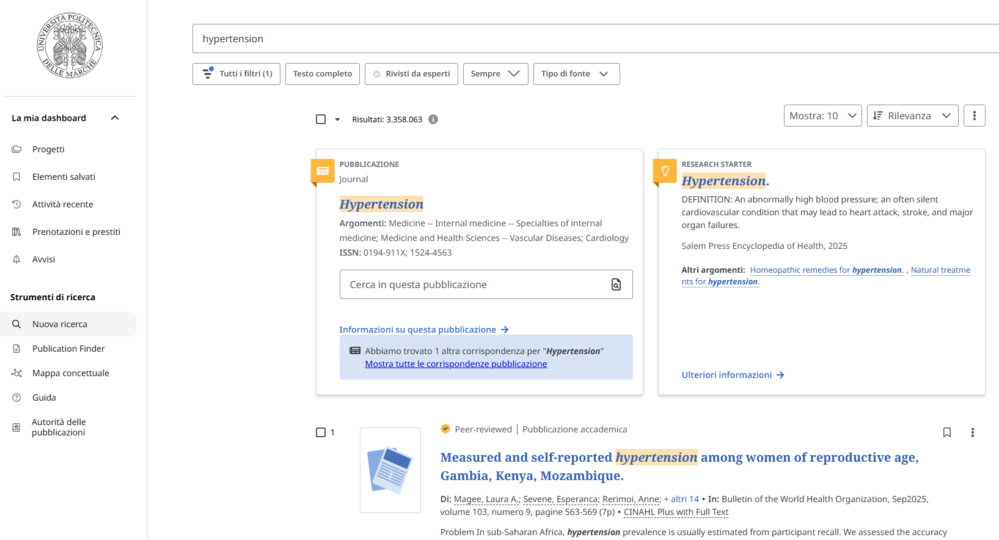 UNIVERSITÀ POLITECNICA
DELLE MARCHE
hypertension
Tutti i filtri (1)
Testo completo
Rivisti da esperti
Sempre
Tipo di fonte
La mia dashboard
Progetti
Elementi salvati
Attività recente
Prenotazioni e prestiti
Avvisi
Strumenti di ricerca
Nuova ricerca
Publication Finder
Mappa concettuale
Guida
Autorità delle
pubblicazioni
Risultati: 3.358.063
Mostra: 10
Rilevanza
PUBBLICAZIONE
Journal
Hypertension
Argomenti: Medicine -- Internal medicine -- Specialties of internal
medicine; Medicine and Health Sciences -- Vascular Diseases; Cardiology
ISSN: 0194-911X; 1524-4563
Cerca in questa pubblicazione
Informazioni su questa pubblicazione
Abbiamo trovato 1 altra corrispondenza per "Hypertension"
Mostra tutte le corrispondenze pubblicazione
RESEARCH STARTER
Hypertension.
DEFINITION: An abnormally high blood pressure; an often silent
cardiovascular condition that may lead to heart attack, stroke, and major
organ failures.
Salem Press Encyclopedia of Health, 2025
Altri argomenti: Homeopathic remedies for hypertension. , Natural treatme
nts for hypertension.
Ulteriori informazioni
1
Peer-reviewed | Pubblicazione accademica
Measured and self-reported hypertension among women of reproductive age,
Gambia, Kenya, Mozambique.
Di: Magee, Laura A.; Sevene, Esperanca; Rerimoi, Anne; + altri 14 • In: Bulletin of the World Health Organization, Sep2025,
volume 103, numero 9, pagine 563-569 (7p) • CINAHL Plus with Full Text
Problem In sub-Saharan Africa, hypertension prevalence is usually estimated from participant recall. We assessed the accuracy